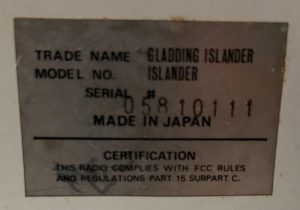 TRADE NAME GLADDING ISLANDER
MODEL NO. ISLANDER
SERIAL # 05810111
MADE IN JAPAN
CERTIFICATION
THIS RADIO COMPLIES WITH FCC RULES
AND REGULATIONS PART 15 SUBPART C.